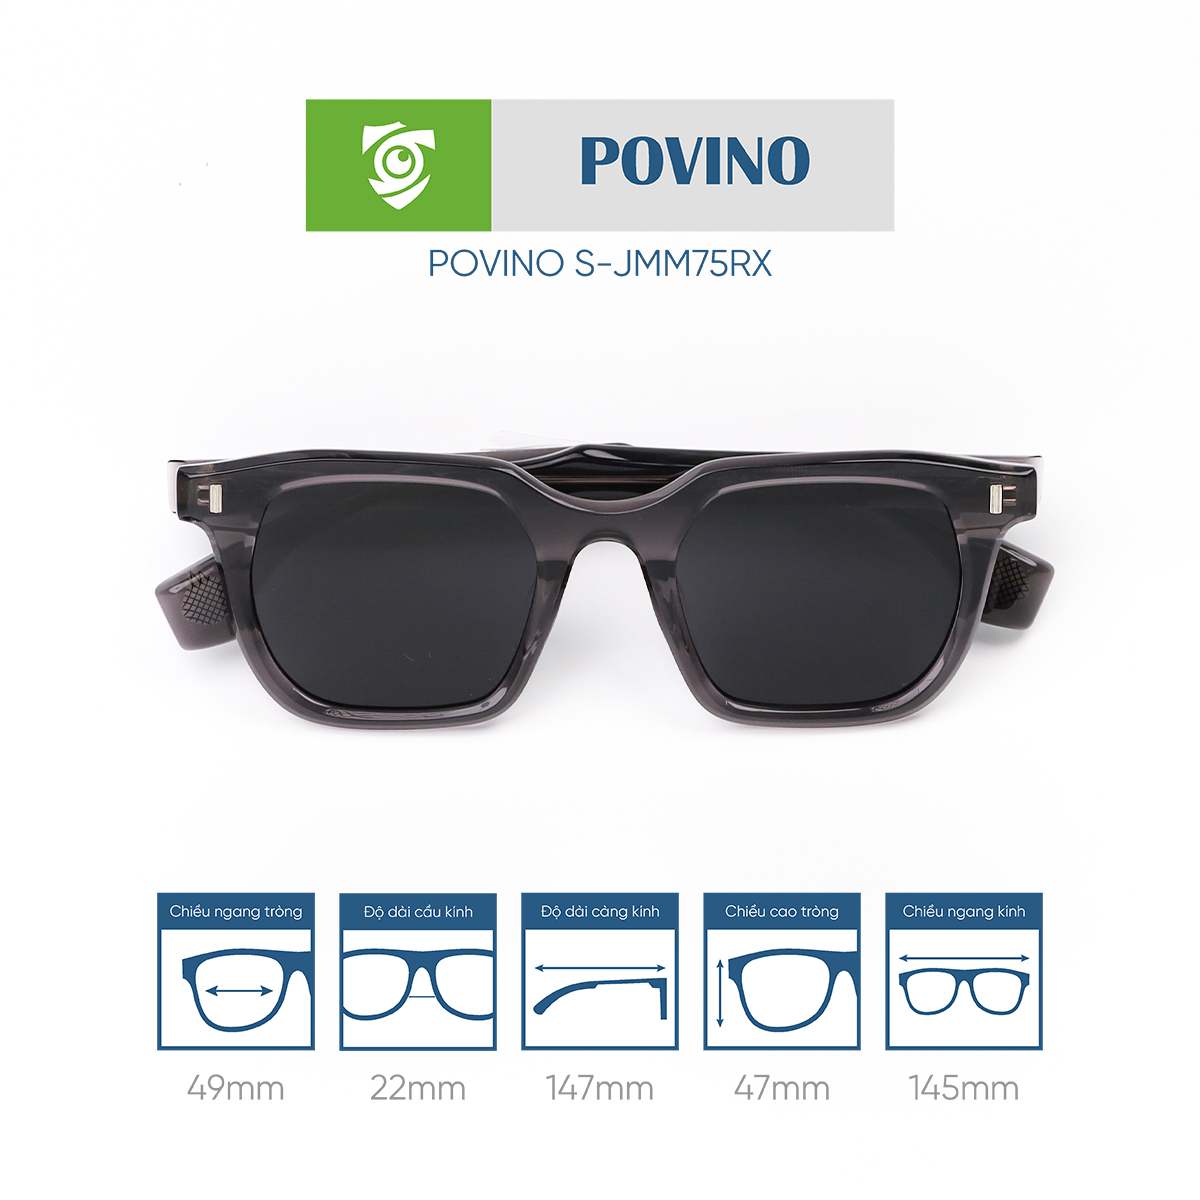 POVINO
POVINO S-JMM75RX
Chiều ngang tròng
Độ dài cầu kính
Độ dài càng kính
Chiều cao tròng
Chiều ngang kính
49mm
22mm
147mm
47mm
145mm